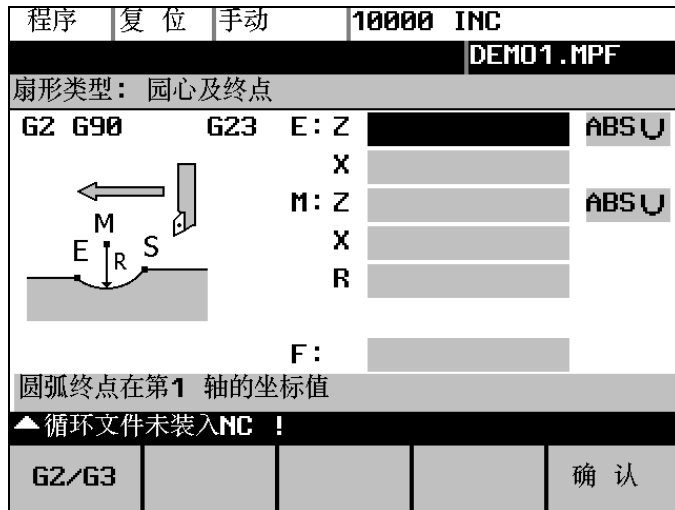 程序 复 位 手动 10000 INC
DEMO1.MPF
扇形类型: 园心及终点
G2 G90 G23 E: Z ABS
X
M: Z ABS
M X
E R S
R
F:
圆弧终点在第1 轴的坐标值
循环文件未装入NC !
G2/G3 确 认